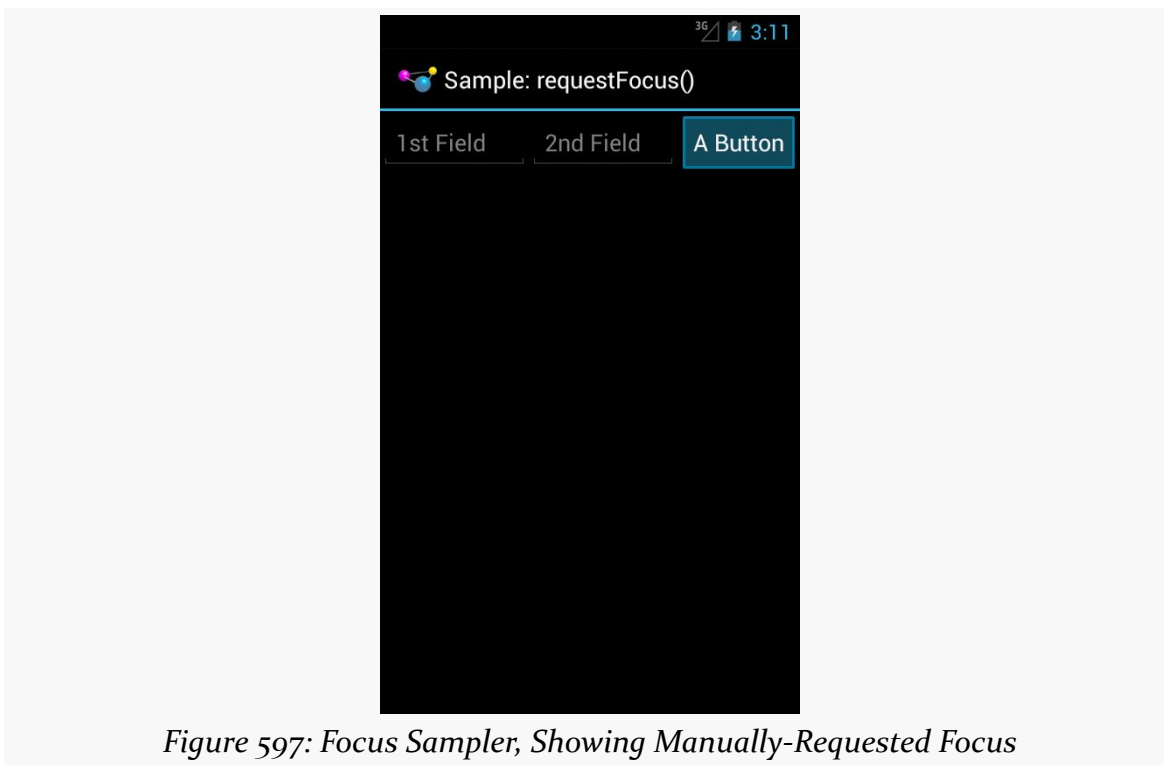 3G 3:11
Sample: requestFocus()
1st Field 2nd Field A Button
Figure 597: Focus Sampler, Showing Manually-Requested Focus